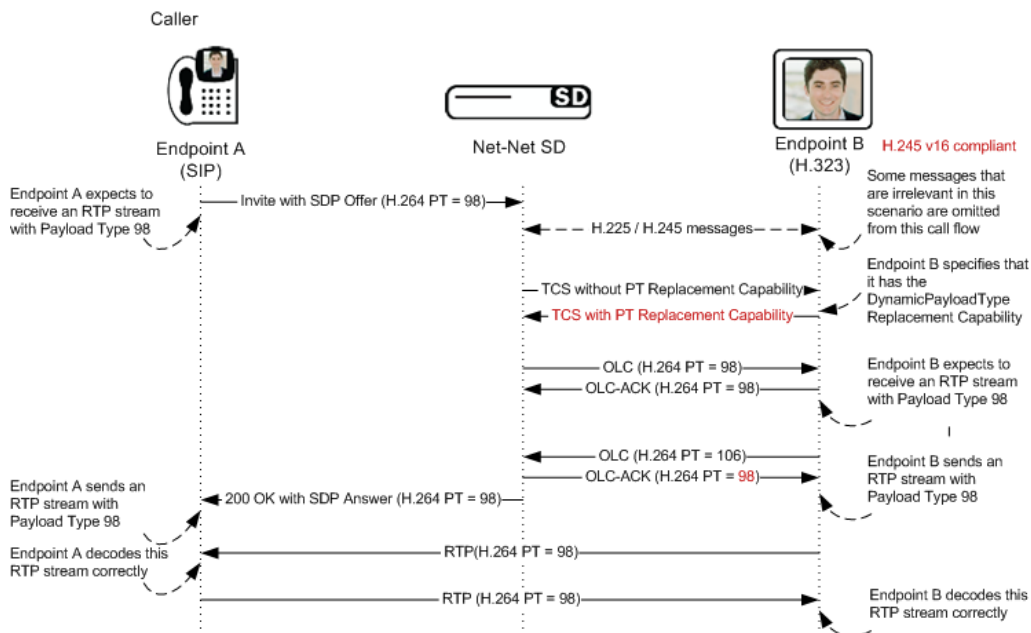 Caller
SD
Endpoint A
(SIP)
Net-Net SD
Endpoint B
(H.323)
H.245 v16 compliant
Endpoint A expects to
receive an RTP stream
with Payload Type 98
Invite with SDP Offer (H.264 PT = 98)
Some messages that
are irrelevant in this
scenario are omitted
from this call flow
H.225 / H.245 messages
Endpoint B specifies that
it has the
DynamicPayloadType
Replacement Capability
TCS without PT Replacement Capability
TCS with PT Replacement Capability
OLC (H.264 PT = 98)
OLC-ACK (H.264 PT = 98)
Endpoint B expects to
receive an RTP stream
with Payload Type 98
OLC (H.264 PT = 106)
OLC-ACK (H.264 PT = 98)
Endpoint B sends an
RTP stream with
Payload Type 98
Endpoint A sends an
RTP stream with
Payload Type 98
200 OK with SDP Answer (H.264 PT = 98)
Endpoint A decodes this
RTP stream correctly
RTP(H.264 PT = 98)
RTP (H.264 PT = 98)
Endpoint B decodes this
RTP stream correctly